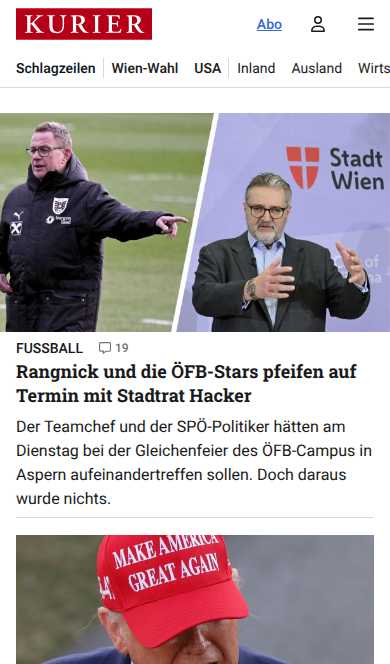 KURIER
Abo
Schlagzeilen Wien-Wahl USA Inland Ausland Wirts
Stadt
Wien
FUSSBALL 19
Rangnick und die ÖFB-Stars pfeifen auf
Termin mit Stadtrat Hacker
Der Teamchef und der SPÖ-Politiker hätten am
Dienstag bei der Gleichenfeier des ÖFB-Campus in
Aspern aufeinandertreffen sollen. Doch daraus
wurde nichts.
MAKE AMERICA
GREAT AGAIN